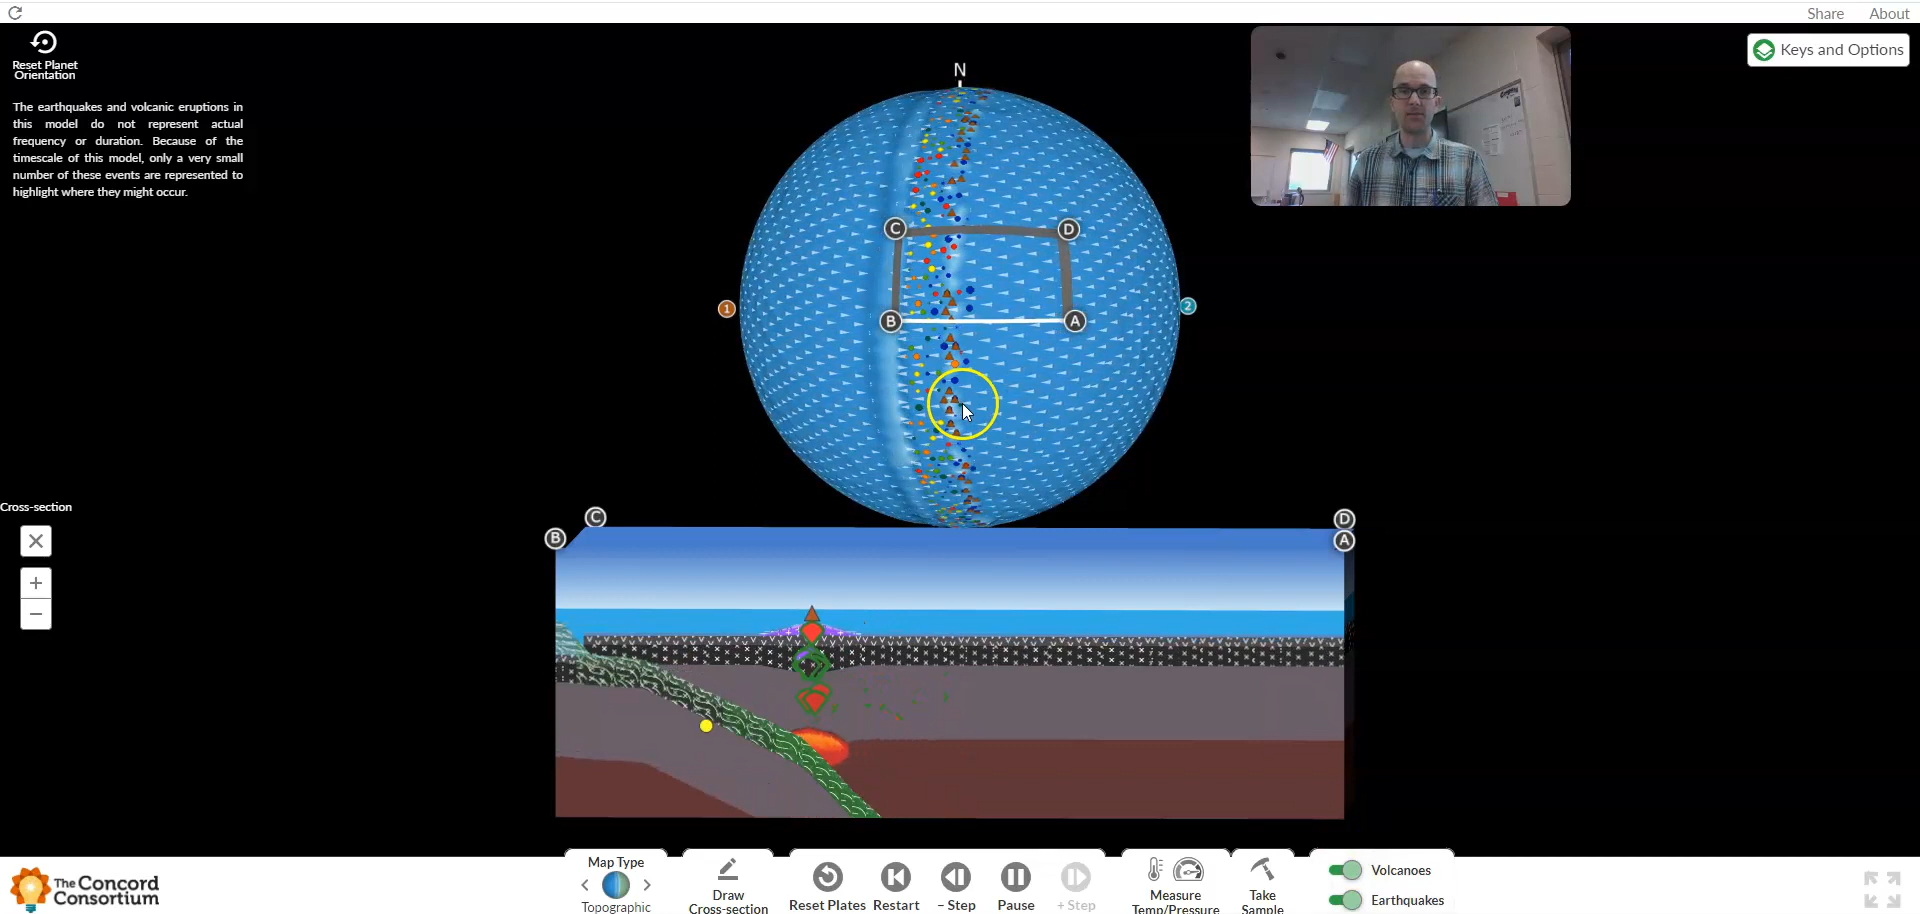 Share About
Reset Planet
Orientation
Keys and Options
N
The earthquakes and volcanic eruptions in
this model do not represent actual
frequency or duration. Because of the
timescale of this model, only a very small
number of these events are represented to
highlight where they might occur.
C D
1 2
B A
Cross-section
C D
B A
Map Type
Topographic
Draw
Cross-section
Reset Plates
Restart
- Step
Pause
+ Step
Measure
Temp/Pressure
Take
Sample
Volcanoes
Earthquakes
The Concord
Consortium